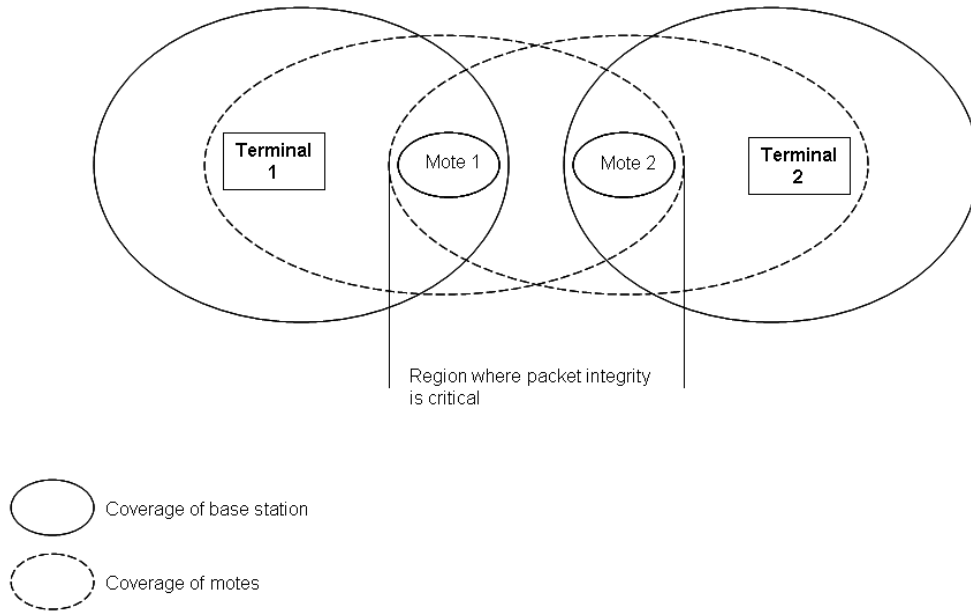 Terminal
1
Mote 1
Mote 2
Terminal
2
Region where packet integrity
is critical
Coverage of base station
Coverage of motes